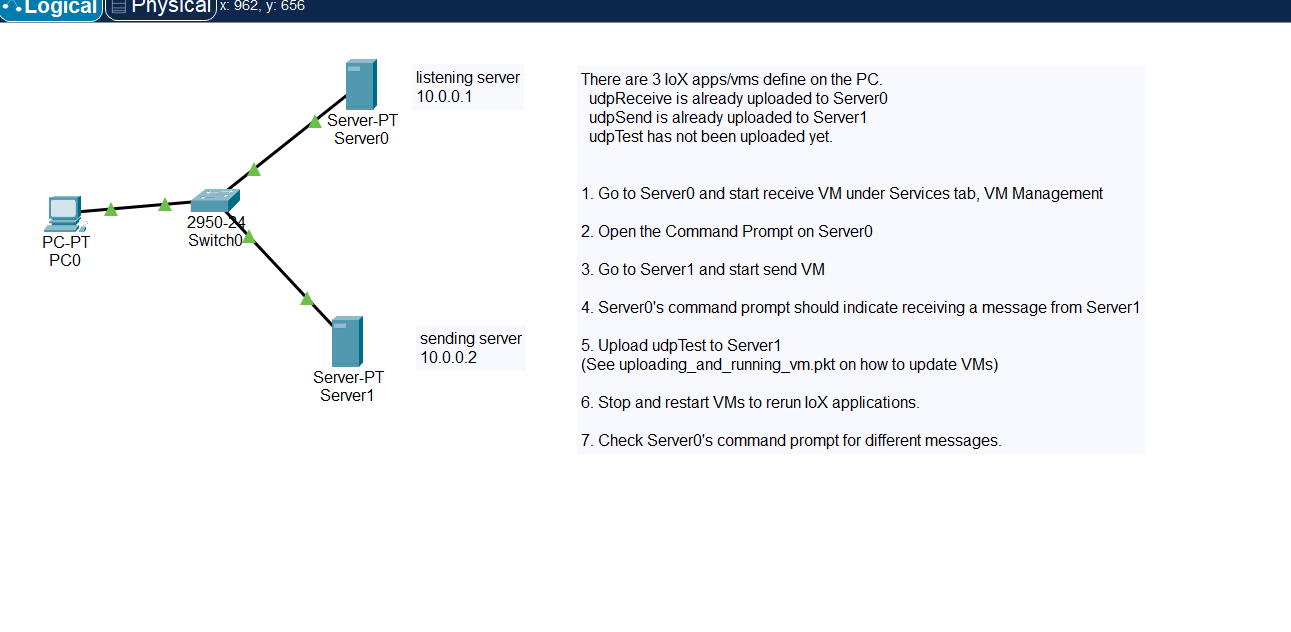 Logical Physical x: 962, y: 656
listening server
10.0.0.1
Server-PT
Server0
PC-PT
PC0
2950-24
Switch0
sending server
10.0.0.2
Server-PT
Server1
There are 3 IoX apps/vms define on the PC.
udpReceive is already uploaded to Server0
udpSend is already uploaded to Server1
udpTest has not been uploaded yet.
1. Go to Server0 and start receive VM under Services tab, VM Management
2. Open the Command Prompt on Server0
3. Go to Server1 and start send VM
4. Server0's command prompt should indicate receiving a message from Server1
5. Upload udpTest to Server1
(See uploading_and_running_vm.pkt on how to update VMs)
6. Stop and restart VMs to rerun IoX applications.
7. Check Server0's command prompt for different messages.